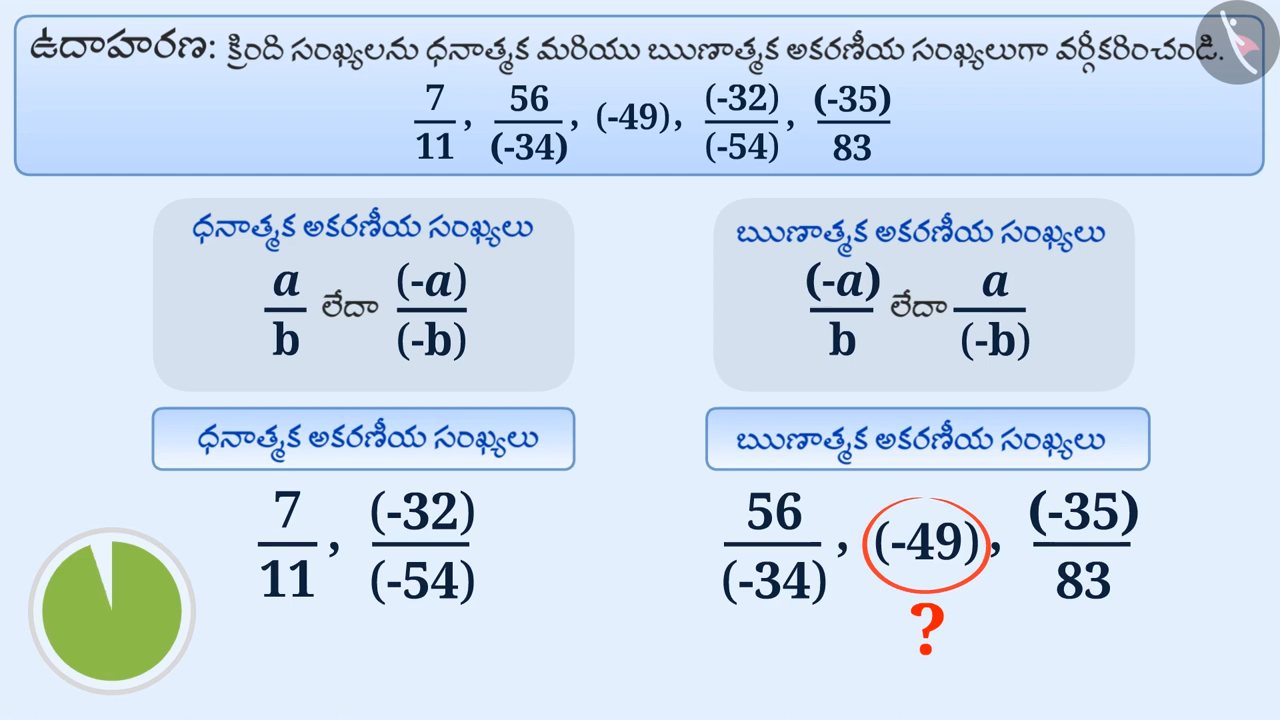 ఉదాహరణ: క్రింది సంఖ్యలను ధనాత్మక మరియు ఋణాత్మక అకరణీయ సంఖ్యలుగా వర్గీకరించండి.
7/11, 56/(-34), (-49), (-32)/(-54), (-35)/83
ధనాత్మక అకరణీయ సంఖ్యలు
a/b లేదా (-a)/(-b)
ఋణాత్మక అకరణీయ సంఖ్యలు
(-a)/b లేదా a/(-b)
ధనాత్మక అకరణీయ సంఖ్యలు
7/11, (-32)/(-54)
ఋణాత్మక అకరణీయ సంఖ్యలు
56/(-34), (-49), (-35)/83
?